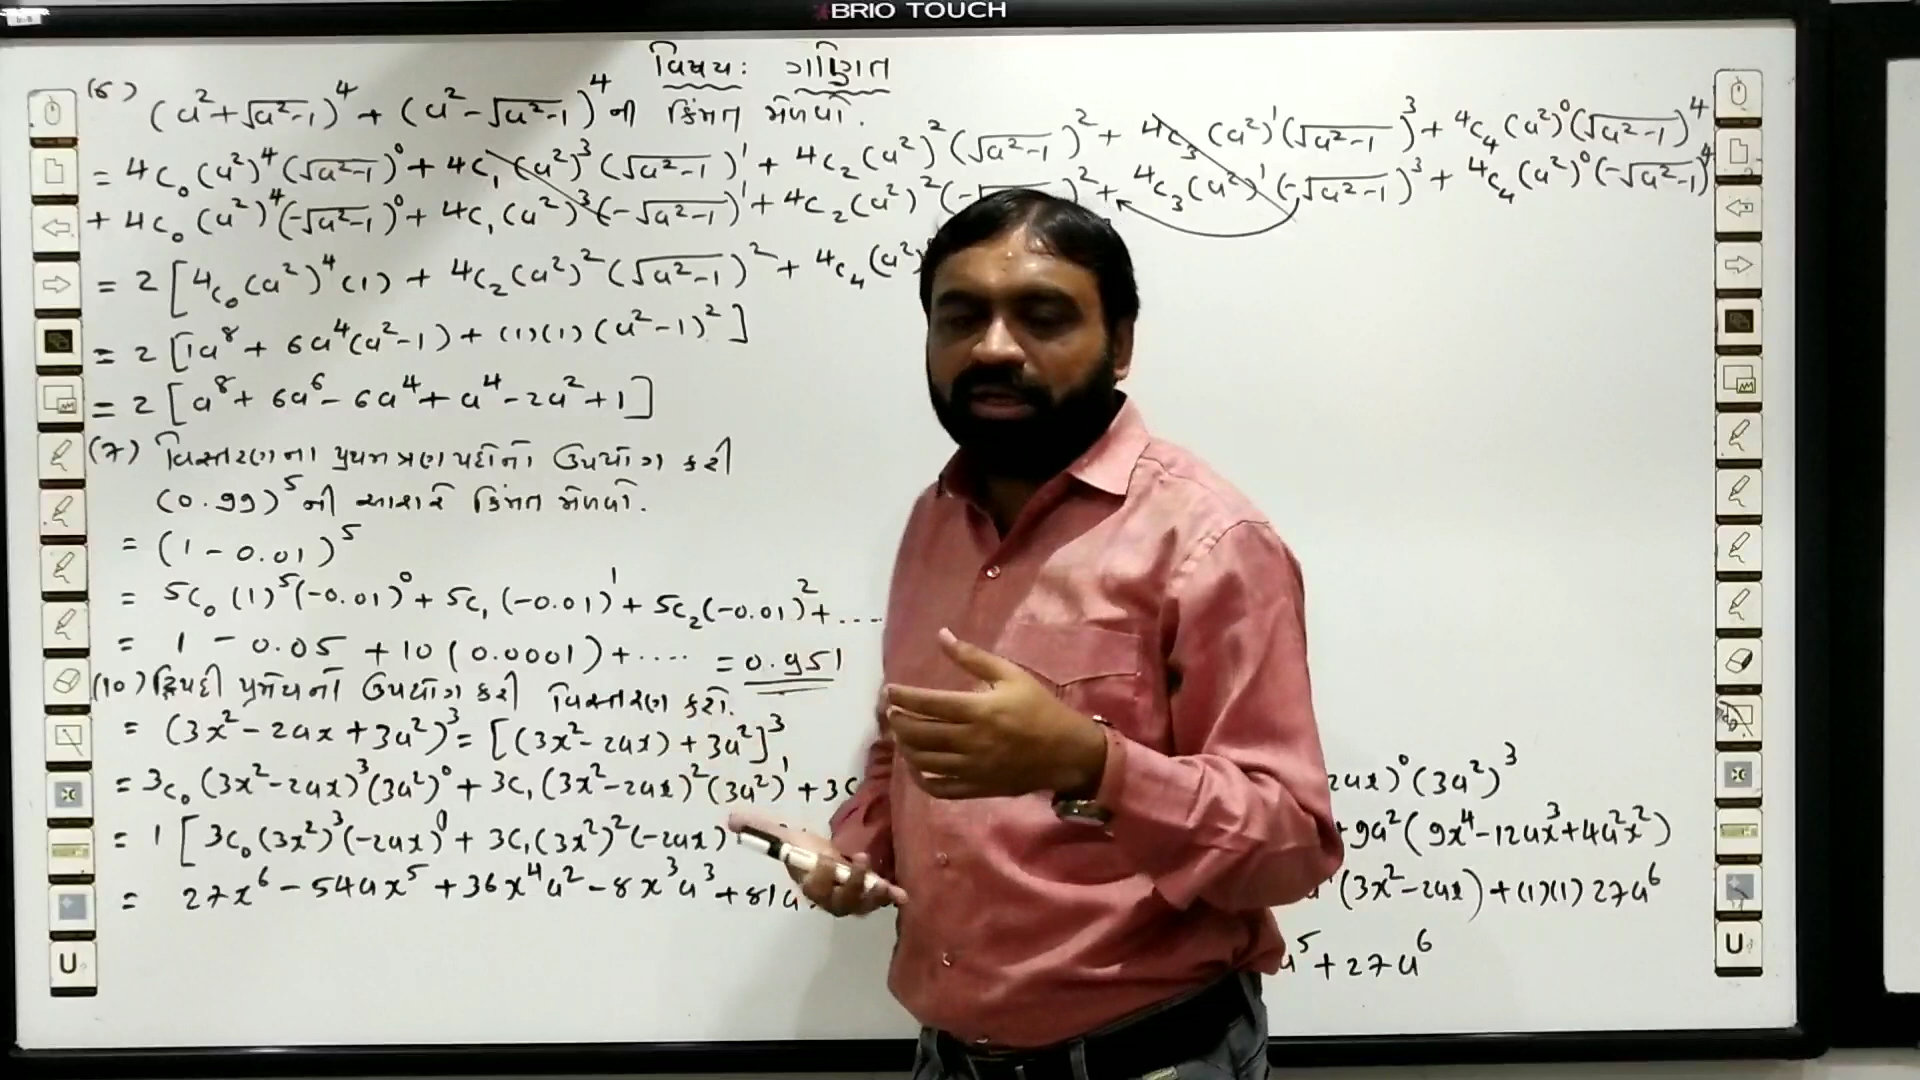 BRIO TOUCH
વિષય: ગણિત
(6) (a²+√a²-1)⁴ + (a²-√a²-1)⁴ ની કિંમત મેળવો.
= 4C₀(a²)⁴(√a²-1)⁰ + 4C₁(a²)³(√a²-1)¹ + 4C₂(a²)²(√a²-1)² + 4C₃(a²)¹(√a²-1)³ + 4C₄(a²)⁰(√a²-1)⁴
+ 4C₀(a²)⁴(-√a²-1)⁰ + 4C₁(a²)³(-√a²-1)¹ + 4C₂(a²)²(- )² + 4C₃(a²)¹(-√a²-1)³ + 4C₄(a²)⁰(-√a²-1)⁴
= 2[4C₀(a²)⁴(1) + 4C₂(a²)²(√a²-1)² + 4C₄(a²)
= 2[1a⁸ + 6a⁴(a²-1) + (1)(1)(a²-1)²]
= 2[a⁸ + 6a⁶ - 6a⁴ + a⁴ - 2a² + 1]
(7) વિસ્તરણના પ્રથમ ત્રણ પદોનો ઉપયોગ કરી
(0.99)⁵ ની આશરે કિંમત મેળવો.
= (1 - 0.01)⁵
= 5C₀(1)⁵(-0.01)⁰ + 5C₁(-0.01)¹ + 5C₂(-0.01)² + ....
= 1 - 0.05 + 10(0.0001) + .... = 0.951
(10) દ્વિપદી પ્રમેયનો ઉપયોગ કરી વિસ્તરણ કરો.
= (3x²-2ax+3a²)³ = [(3x²-2ax)+3a²]³
= 3C₀(3x²-2ax)³(3a²)⁰ + 3C₁(3x²-2ax)²(3a²)¹ + 3C 2ax)⁰(3a²)³
= 1[3C₀(3x²)³(-2ax)⁰ + 3C₁(3x²)²(-2ax) +9a²(9x⁴-12ax³+4a²x²)
(3x²-2ax)+(1)(1)27a⁶
= 27x⁶ - 54ax⁵ + 36x⁴a² - 8x³a³ + 81a
a⁵+27a⁶
U
U